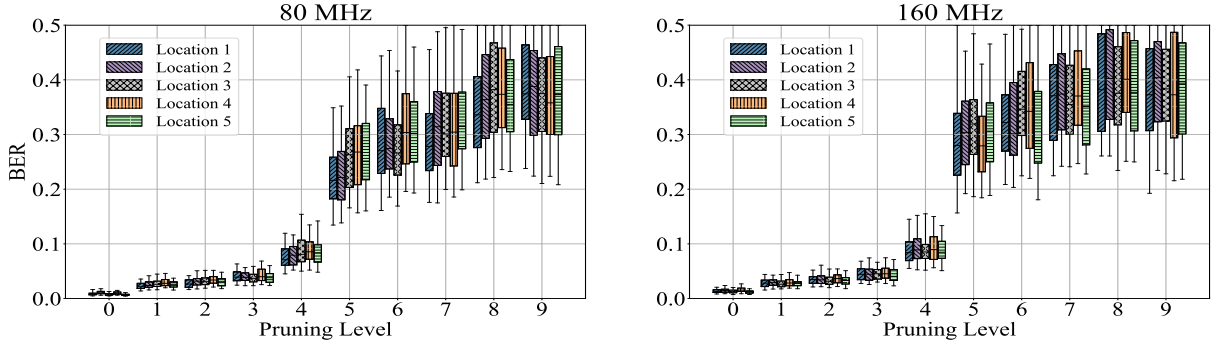 80 MHz
BER
0.5
0.4
0.3
0.2
0.1
0.0
Location 1
Location 2
Location 3
Location 4
Location 5
0 1 2 3 4 5 6 7 8 9
Pruning Level
160 MHz
0.5
0.4
0.3
0.2
0.1
0.0
Location 1
Location 2
Location 3
Location 4
Location 5
0 1 2 3 4 5 6 7 8 9
Pruning Level